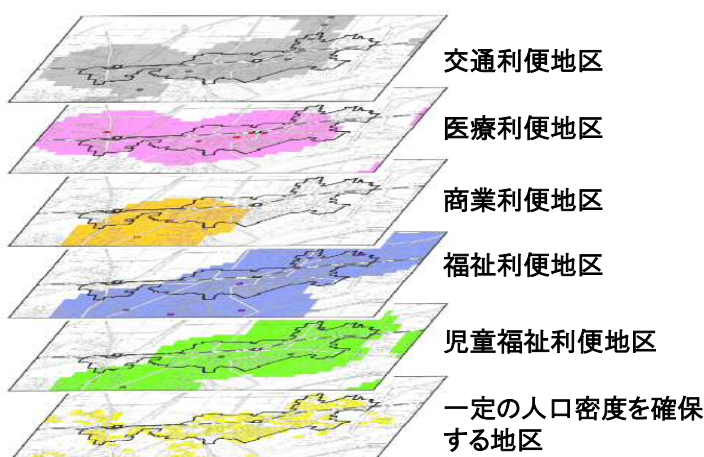 交通利便地区
医療利便地区
商業利便地区
福祉利便地区
児童福祉利便地区
一定の人口密度を確保
する地区